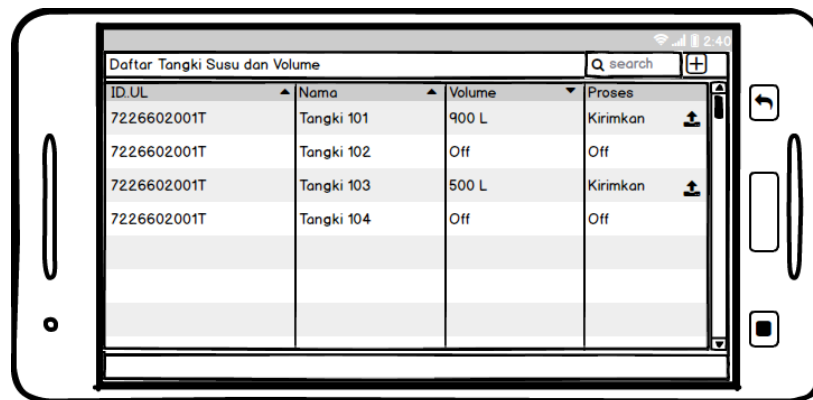 2:40
Daftar Tangki Susu dan Volume search
ID.UL Nama Volume Proses
7226602001T Tangki 101 900 L Kirimkan
7226602001T Tangki 102 Off Off
7226602001T Tangki 103 500 L Kirimkan
7226602001T Tangki 104 Off Off